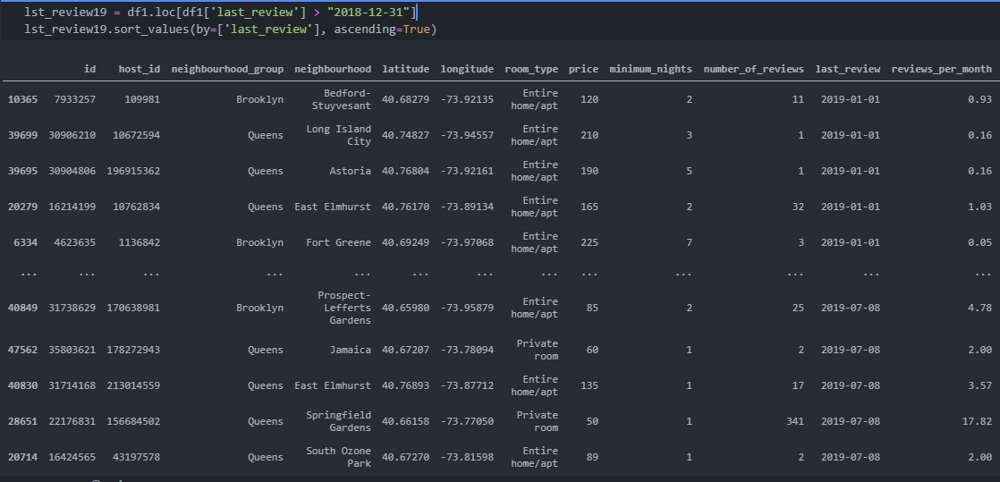 lst_review19 = df1.loc[df1['last_review'] > "2018-12-31"]
lst_review19.sort_values(by=['last_review'], ascending=True)
id host_id neighbourhood_group neighbourhood latitude longitude room_type price minimum_nights number_of_reviews last_review reviews_per_month
10365 7933257 109981 Brooklyn Bedford-Stuyvesant 40.68279 -73.92135 Entire home/apt 120 2 11 2019-01-01 0.93
39699 30906210 10672594 Queens Long Island City 40.74827 -73.94557 Entire home/apt 210 3 1 2019-01-01 0.16
39695 30904806 196915362 Queens Astoria 40.76804 -73.92161 Entire home/apt 190 5 1 2019-01-01 0.16
20279 16214199 10762834 Queens East Elmhurst 40.76170 -73.89134 Entire home/apt 165 2 32 2019-01-01 1.03
6334 4623635 1136842 Brooklyn Fort Greene 40.69249 -73.97068 Entire home/apt 225 7 3 2019-01-01 0.05
... ... ... ... ... ... ... ... ... ... ... ... ...
40849 31738629 170638981 Brooklyn Prospect-Lefferts Gardens 40.65980 -73.95879 Entire home/apt 85 2 25 2019-07-08 4.78
47562 35803621 178272943 Queens Jamaica 40.67207 -73.78094 Private room 60 1 2 2019-07-08 2.00
40830 31714168 213014559 Queens East Elmhurst 40.76893 -73.87712 Entire home/apt 135 1 17 2019-07-08 3.57
28651 22176831 156684502 Queens Springfield Gardens 40.66158 -73.77050 Private room 50 1 341 2019-07-08 17.82
20714 16424565 43197578 Queens South Ozone Park 40.67270 -73.81598 Entire home/apt 89 1 2 2019-07-08 2.00